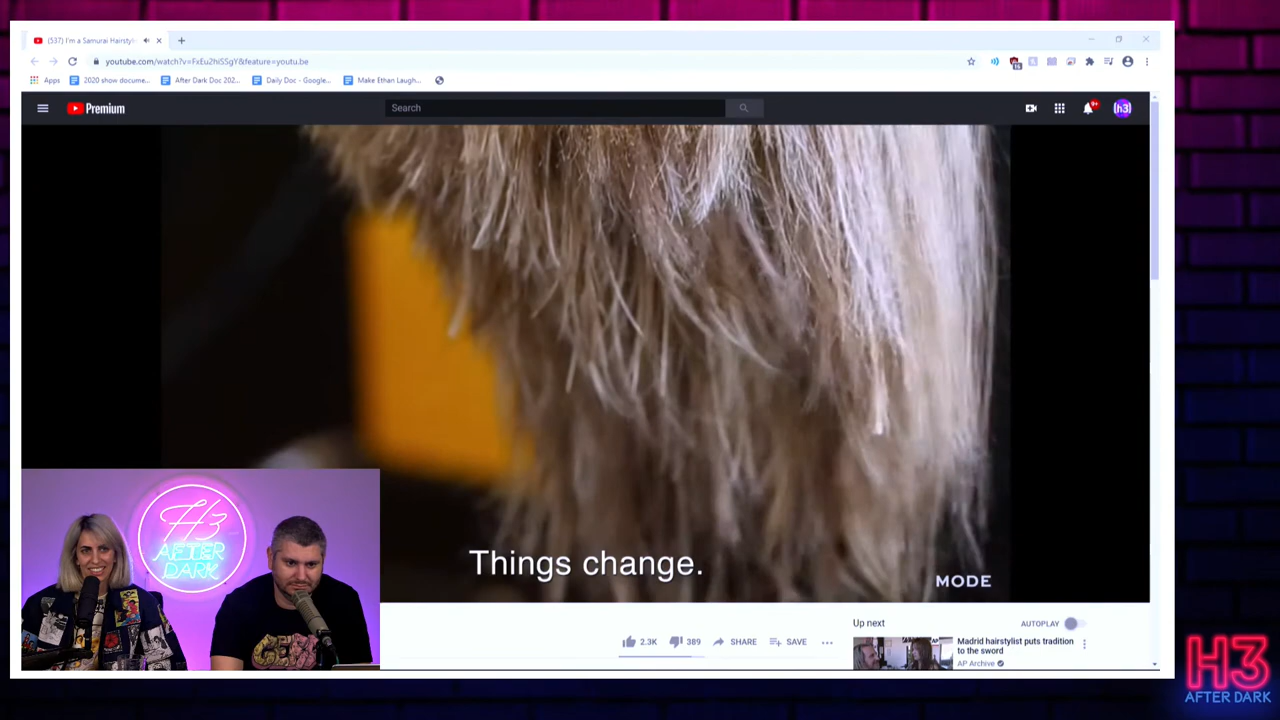 (537) I'm a Samurai Hairsty
youtube.com/watch?v=FxEu2hiSSgY&feature=youtu.be
Apps
2020 show docume...
After Dark Doc 202...
Daily Doc - Google...
Make Ethan Laugh...
Premium
Search
9+
h3
Things change.
MODE
H3
AFTER
DARK
2.3K
389
SHARE
SAVE
Up next
AUTOPLAY
Madrid hairstylist puts tradition
to the sword
AP Archive
H3
AFTER DARK